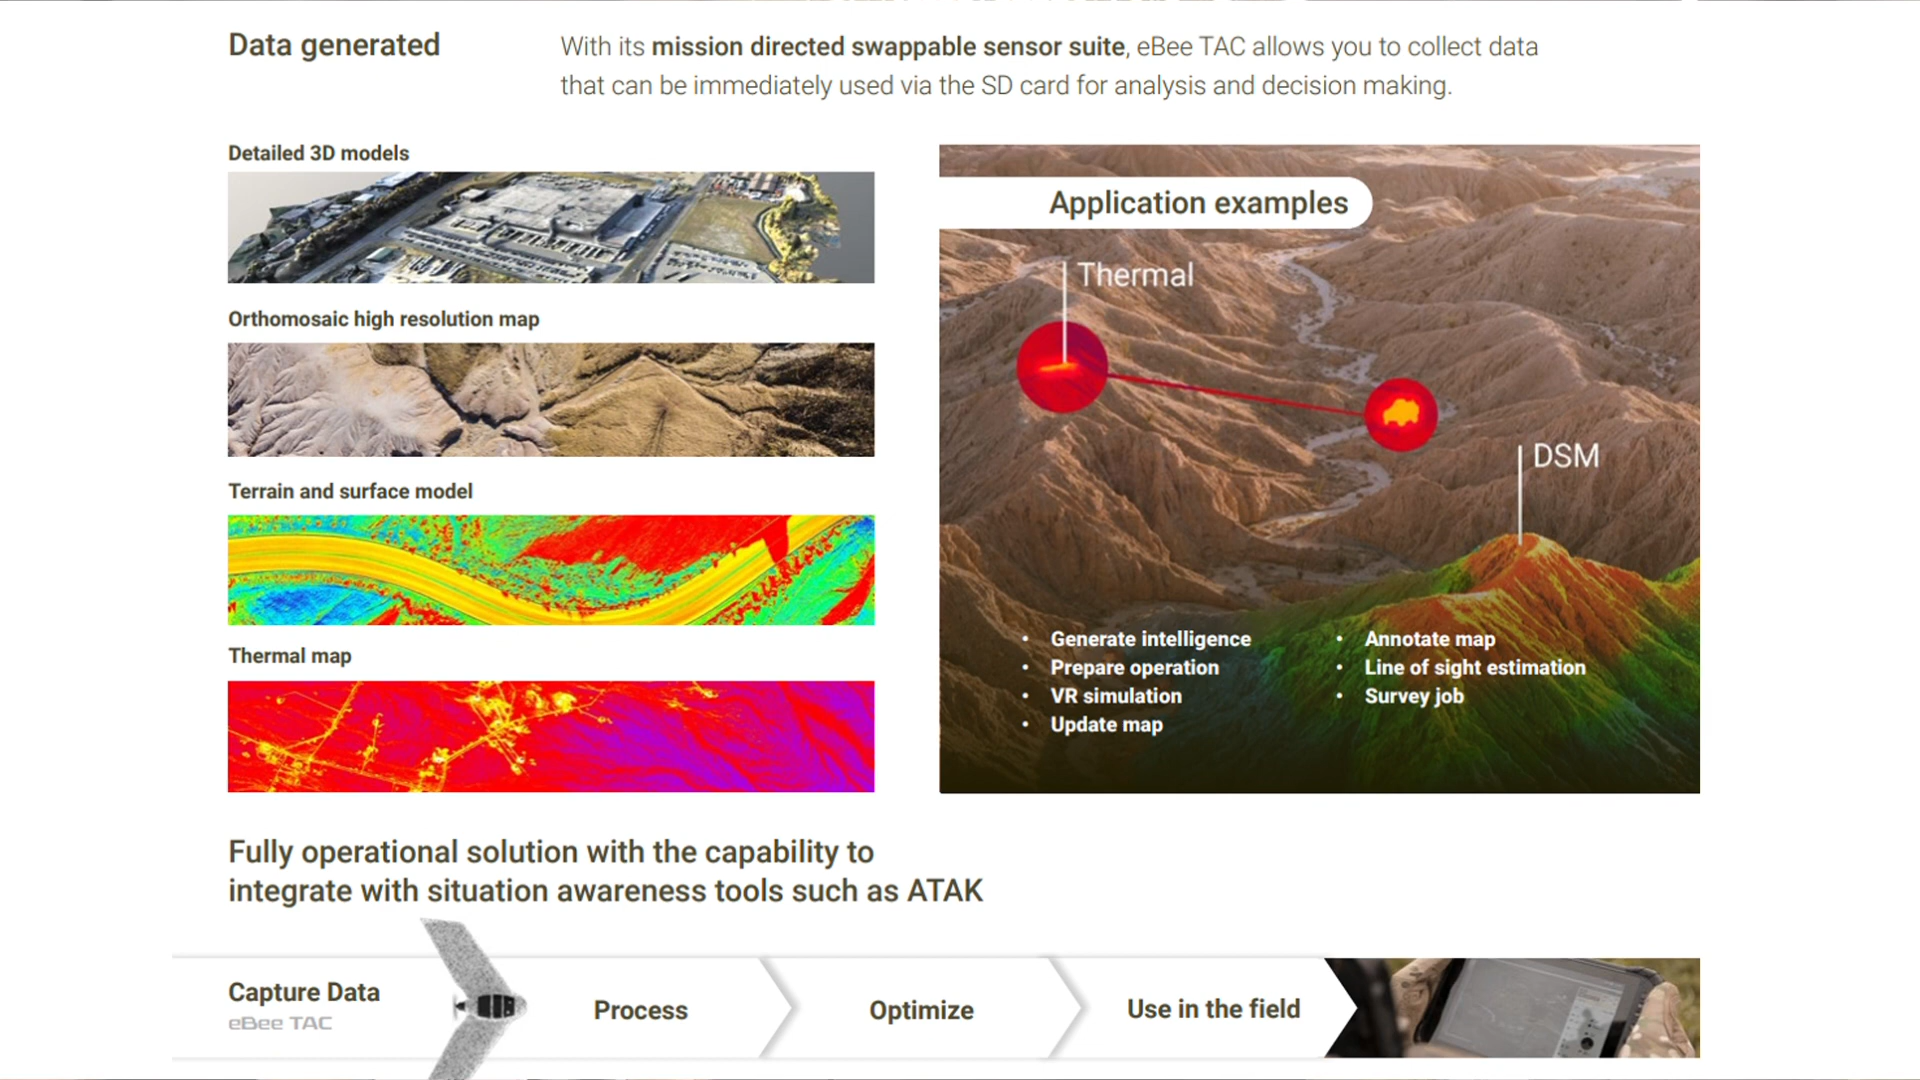 Data generated
With its mission directed swappable sensor suite, eBee TAC allows you to collect data
that can be immediately used via the SD card for analysis and decision making.
Detailed 3D models
Orthomosaic high resolution map
Terrain and surface model
Thermal map
Application examples
Thermal
DSM
• Generate intelligence
• Prepare operation
• VR simulation
• Update map
• Annotate map
• Line of sight estimation
• Survey job
Fully operational solution with the capability to
integrate with situation awareness tools such as ATAK
Capture Data
eBee TAC
Process
Optimize
Use in the field